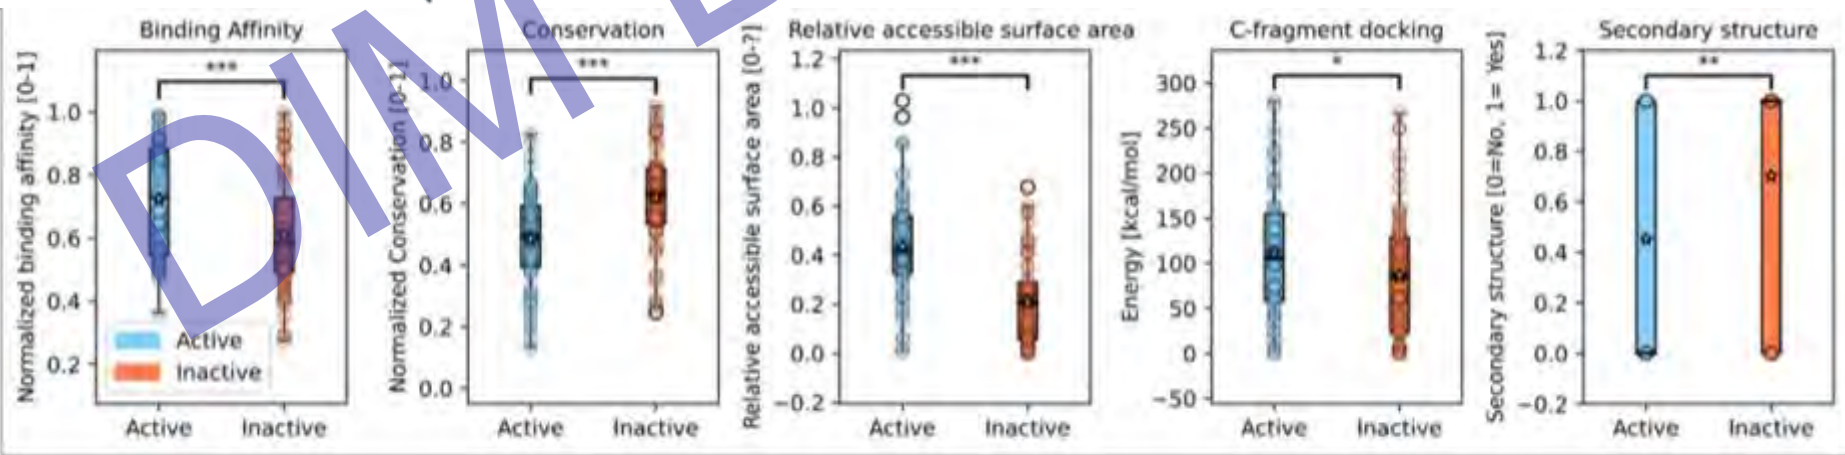 Binding Affinity
Normalized binding affinity [0-1]
1.0
0.8
0.6
0.4
0.2
***
Active
Inactive
Active Inactive
Conservation
Normalized Conservation [0-1]
1.0
0.8
0.6
0.4
0.2
0.0
***
Active Inactive
Relative accessible surface area
Relative accessible surface area [0-?]
1.2
1.0
0.8
0.6
0.4
0.2
0.0
−0.2
***
Active Inactive
C-fragment docking
Energy [kcal/mol]
300
250
200
150
100
50
0
−50
*
Active Inactive
Secondary structure
Secondary structure [0=No, 1= Yes]
1.2
1.0
0.8
0.6
0.4
0.2
0.0
−0.2
**
Active Inactive
DIM